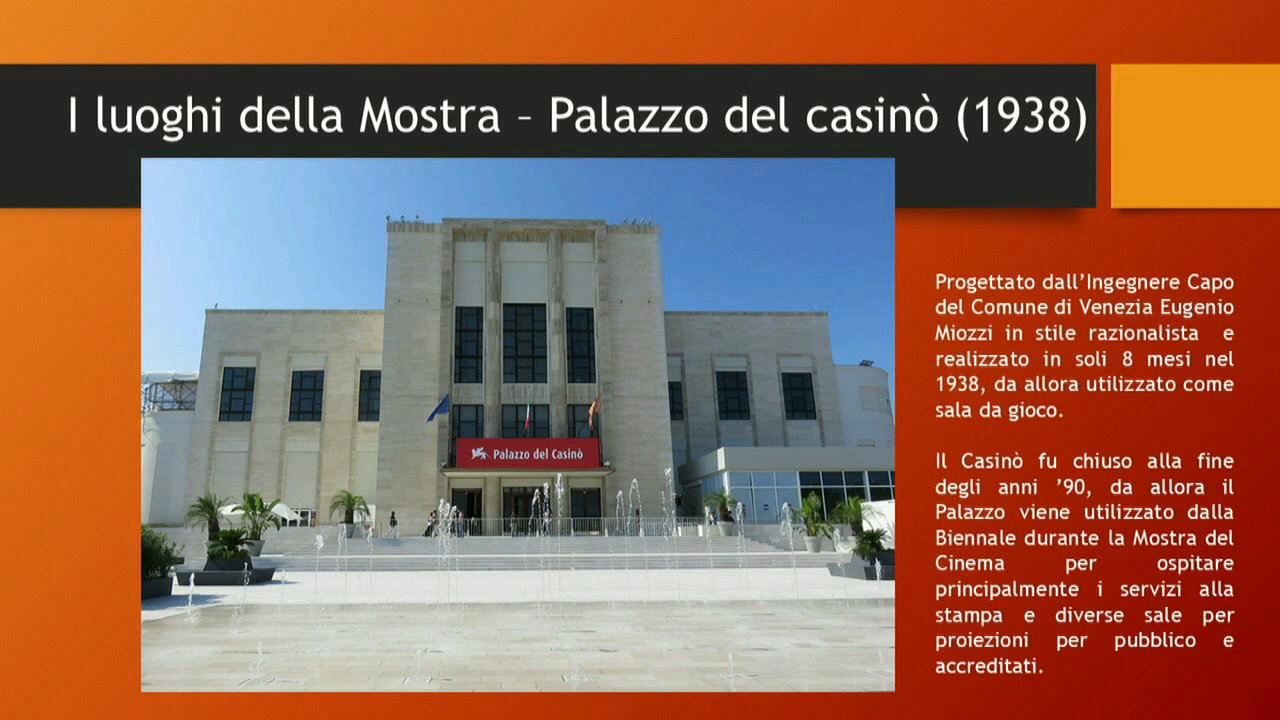 I luoghi della Mostra – Palazzo del casinò (1938)
Palazzo del Casinò
Progettato dall'Ingegnere Capo
del Comune di Venezia Eugenio
Miozzi in stile razionalista e
realizzato in soli 8 mesi nel
1938, da allora utilizzato come
sala da gioco.
Il Casinò fu chiuso alla fine
degli anni '90, da allora il
Palazzo viene utilizzato dalla
Biennale durante la Mostra del
Cinema per ospitare
principalmente i servizi alla
stampa e diverse sale per
proiezioni per pubblico e
accreditati.